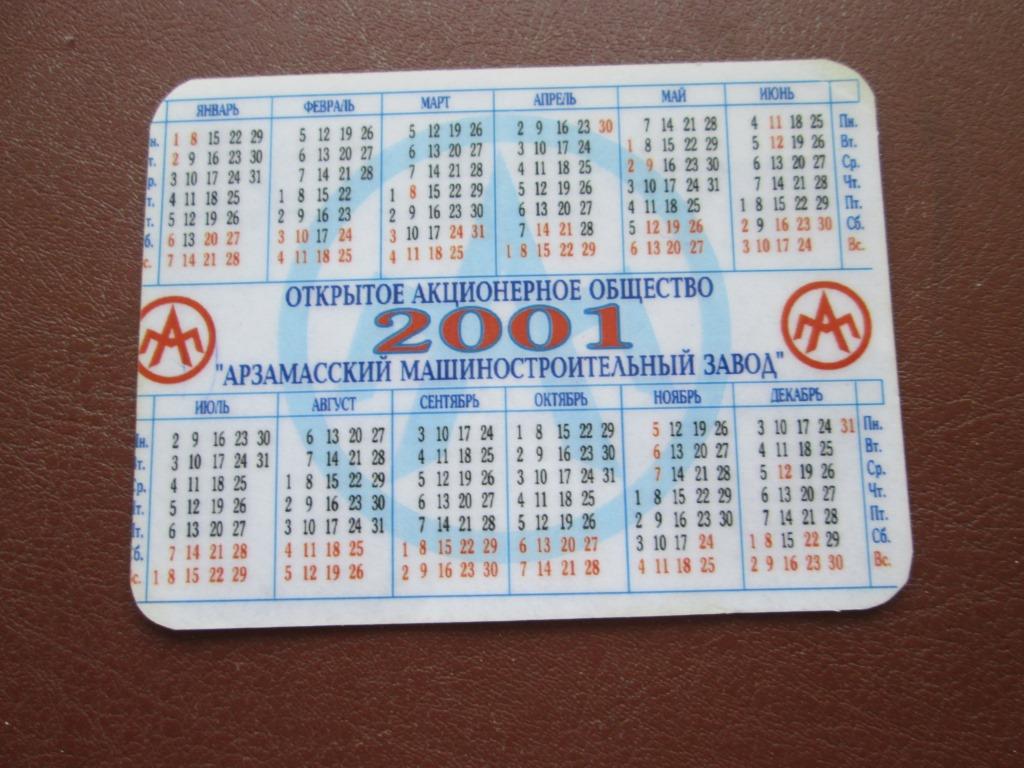 ЯНВАРЬ ФЕВРАЛЬ МАРТ АПРЕЛЬ МАЙ ИЮНЬ
н. 1 8 15 22 29 5 12 19 26 5 12 19 26 2 9 16 23 30 7 14 21 28 4 11 18 25 Пн.
т. 2 9 16 23 30 6 13 20 27 6 13 20 27 3 10 17 24 1 8 15 22 29 5 12 19 26 Вт.
р. 3 10 17 24 31 7 14 21 28 7 14 21 28 4 11 18 25 2 9 16 23 30 6 13 20 27 Ср.
т. 4 11 18 25 1 8 15 22 1 8 15 22 29 5 12 19 26 3 10 17 24 31 7 14 21 28 Чт.
т. 5 12 19 26 2 9 16 23 2 9 16 23 30 6 13 20 27 4 11 18 25 1 8 15 22 29 Пт.
б. 6 13 20 27 3 10 17 24 3 10 17 24 31 7 14 21 28 5 12 19 26 2 9 16 23 30 Сб.
с. 7 14 21 28 4 11 18 25 4 11 18 25 1 8 15 22 29 6 13 20 27 3 10 17 24 Вс.
ОТКРЫТОЕ АКЦИОНЕРНОЕ ОБЩЕСТВО
2001
"АРЗАМАССКИЙ МАШИНОСТРОИТЕЛЬНЫЙ ЗАВОД"
ИЮЛЬ АВГУСТ СЕНТЯБРЬ ОКТЯБРЬ НОЯБРЬ ДЕКАБРЬ
Пн. 2 9 16 23 30 6 13 20 27 3 10 17 24 1 8 15 22 29 5 12 19 26 3 10 17 24 31 Пн.
Вт. 3 10 17 24 31 7 14 21 28 4 11 18 25 2 9 16 23 30 6 13 20 27 4 11 18 25 Вт.
Ср. 4 11 18 25 1 8 15 22 29 5 12 19 26 3 10 17 24 31 7 14 21 28 5 12 19 26 Ср.
Чт. 5 12 19 26 2 9 16 23 30 6 13 20 27 4 11 18 25 1 8 15 22 29 6 13 20 27 Чт.
Пт. 6 13 20 27 3 10 17 24 31 7 14 21 28 5 12 19 26 2 9 16 23 30 7 14 21 28 Пт.
б. 7 14 21 28 4 11 18 25 1 8 15 22 29 6 13 20 27 3 10 17 24 1 8 15 22 29 Сб.
с. 1 8 15 22 29 5 12 19 26 2 9 16 23 30 7 14 21 28 4 11 18 25 2 9 16 23 30 Вс.